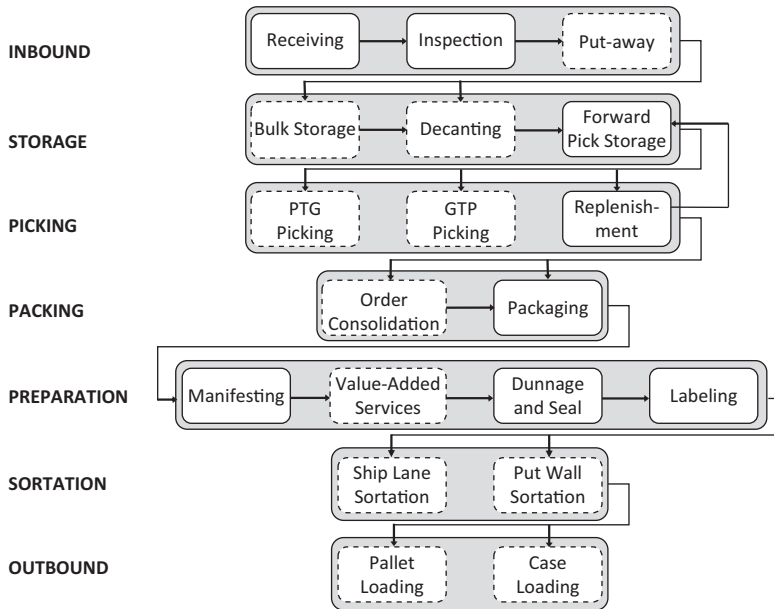 INBOUND
Receiving
Inspection
Put-away
STORAGE
Bulk Storage
Decanting
Forward
Pick Storage
PICKING
PTG
Picking
GTP
Picking
Replenish-
ment
PACKING
Order
Consolidation
Packaging
PREPARATION
Manifesting
Value-Added
Services
Dunnage
and Seal
Labeling
SORTATION
Ship Lane
Sortation
Put Wall
Sortation
OUTBOUND
Pallet
Loading
Case
Loading